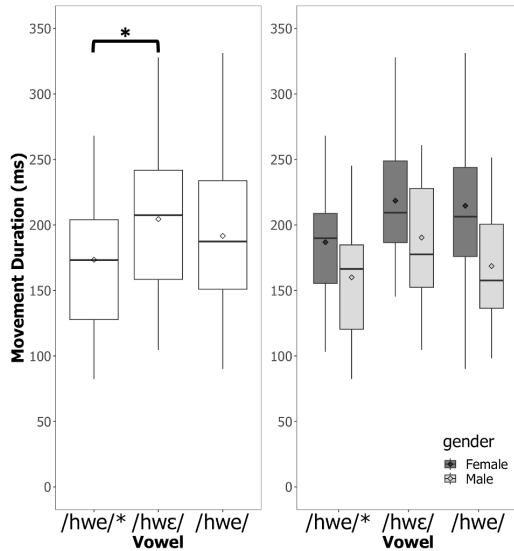 *
350
300
250
200
150
100
50
0
Movement Duration (ms)
/hwe/* /hwɛ/ /hwe/
Vowel
350
300
250
200
150
100
50
0
gender
Female
Male
/hwe/* /hwɛ/ /hwe/
Vowel